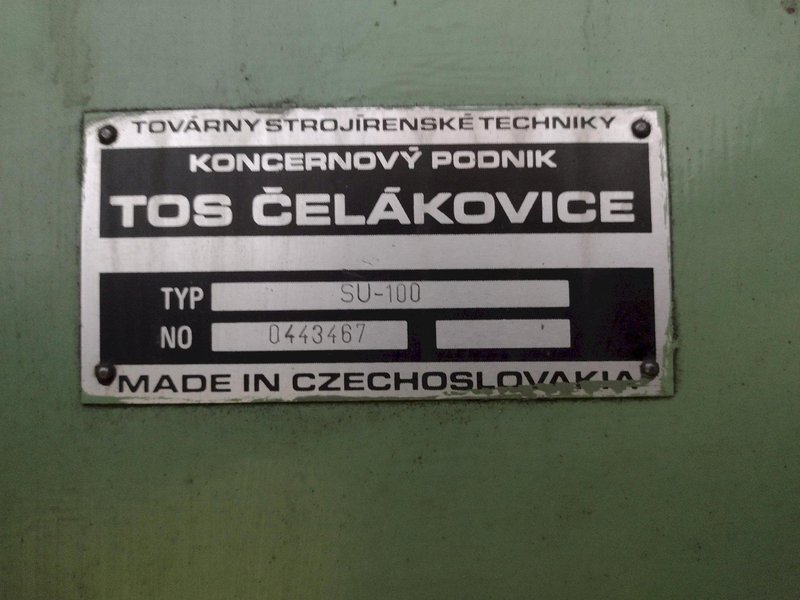 TOVÁRNY STROJÍRENSKÉ TECHNIKY
KONCERNOVÝ PODNIK
TOS ČELÁKOVICE
TYP SU-100
NO 0443467
MADE IN CZECHOSLOVAKIA